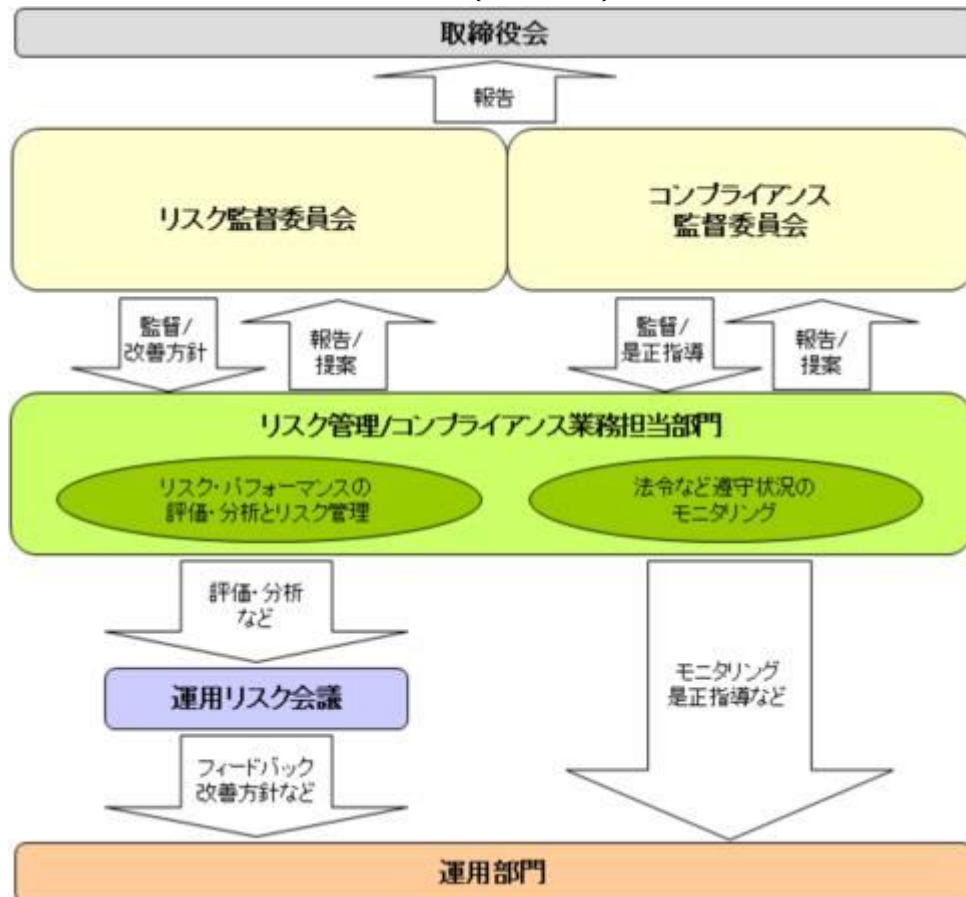 取締役会
報告
リスク監督委員会
コンプライアンス
監督委員会
監督/
改善方針
報告/
提案
監督/
是正指導
報告/
提案
リスク管理/コンプライアンス業務担当部門
リスク・パフォーマンスの
評価・分析とリスク管理
法令など遵守状況の
モニタリング
評価・分析
など
運用リスク会議
モニタリング
是正指導など
フィードバック
改善方針など
運用部門